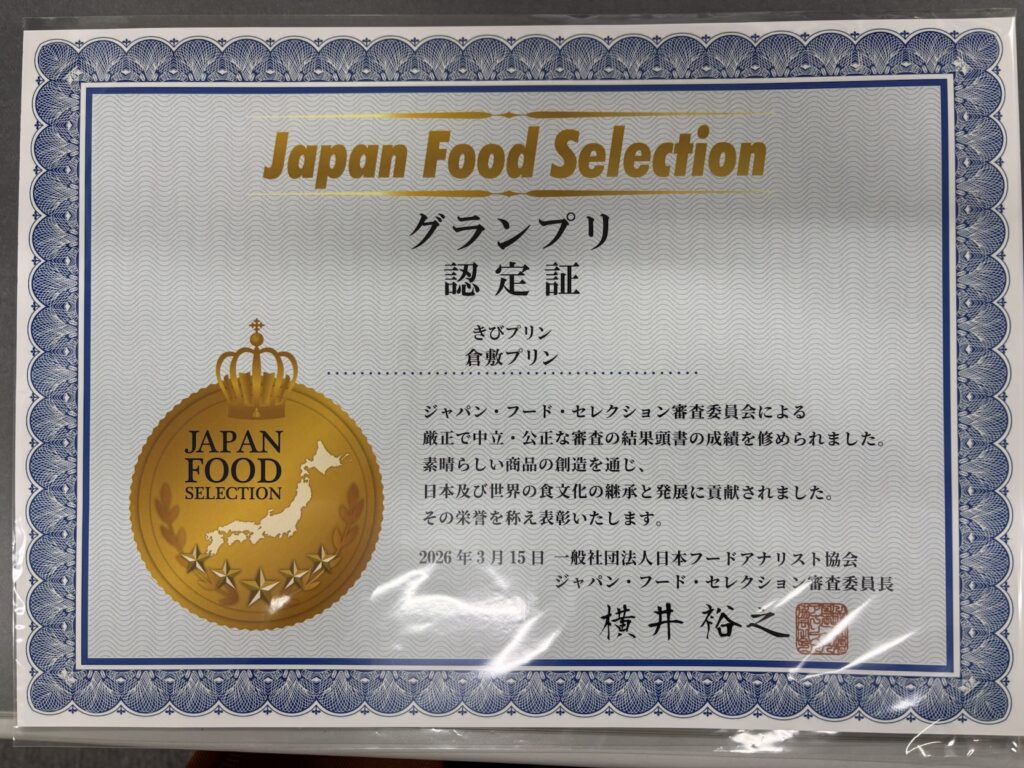 Japan Food Selection
グランプリ
認定証
きびプリン
倉敷プリン
JAPAN
FOOD
SELECTION
ジャパン・フード・セレクション審査委員会による
厳正で中立・公正な審査の結果頭書の成績を修められました。
素晴らしい商品の創造を通じ、
日本及び世界の食文化の継承と発展に貢献されました。
その栄誉を称え表彰いたします。
2026年3月15日 一般社団法人日本フードアナリスト協会
ジャパン・フード・セレクション審査委員長
横井裕之